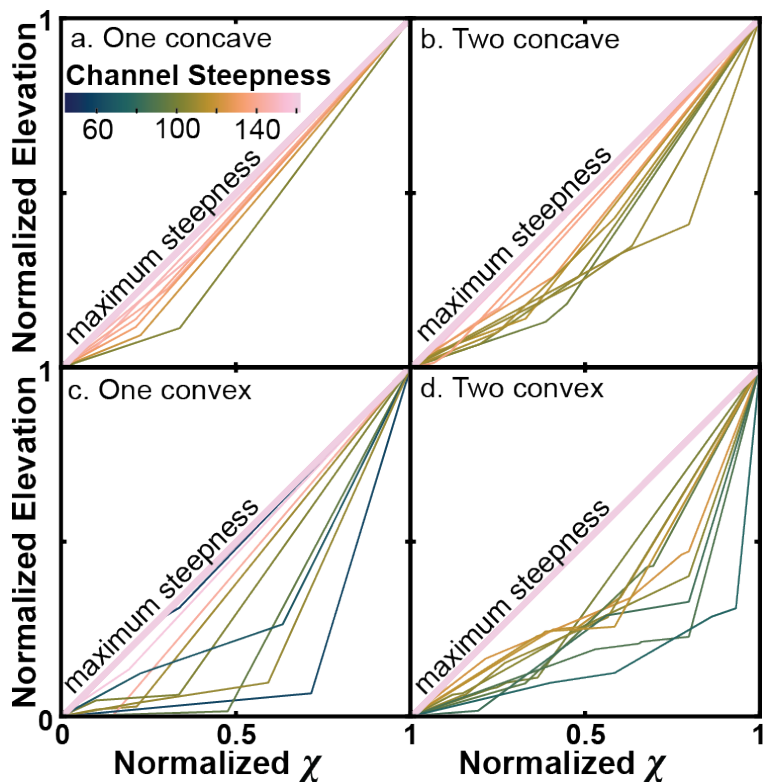 1
a. One concave
b. Two concave
Channel Steepness
60 100 140
Normalized Elevation
maximum steepness
maximum steepness
1
c. One convex
d. Two convex
Normalized Elevation
maximum steepness
maximum steepness
0
0 0.5 1 0.5 1
Normalized χ
Normalized χ